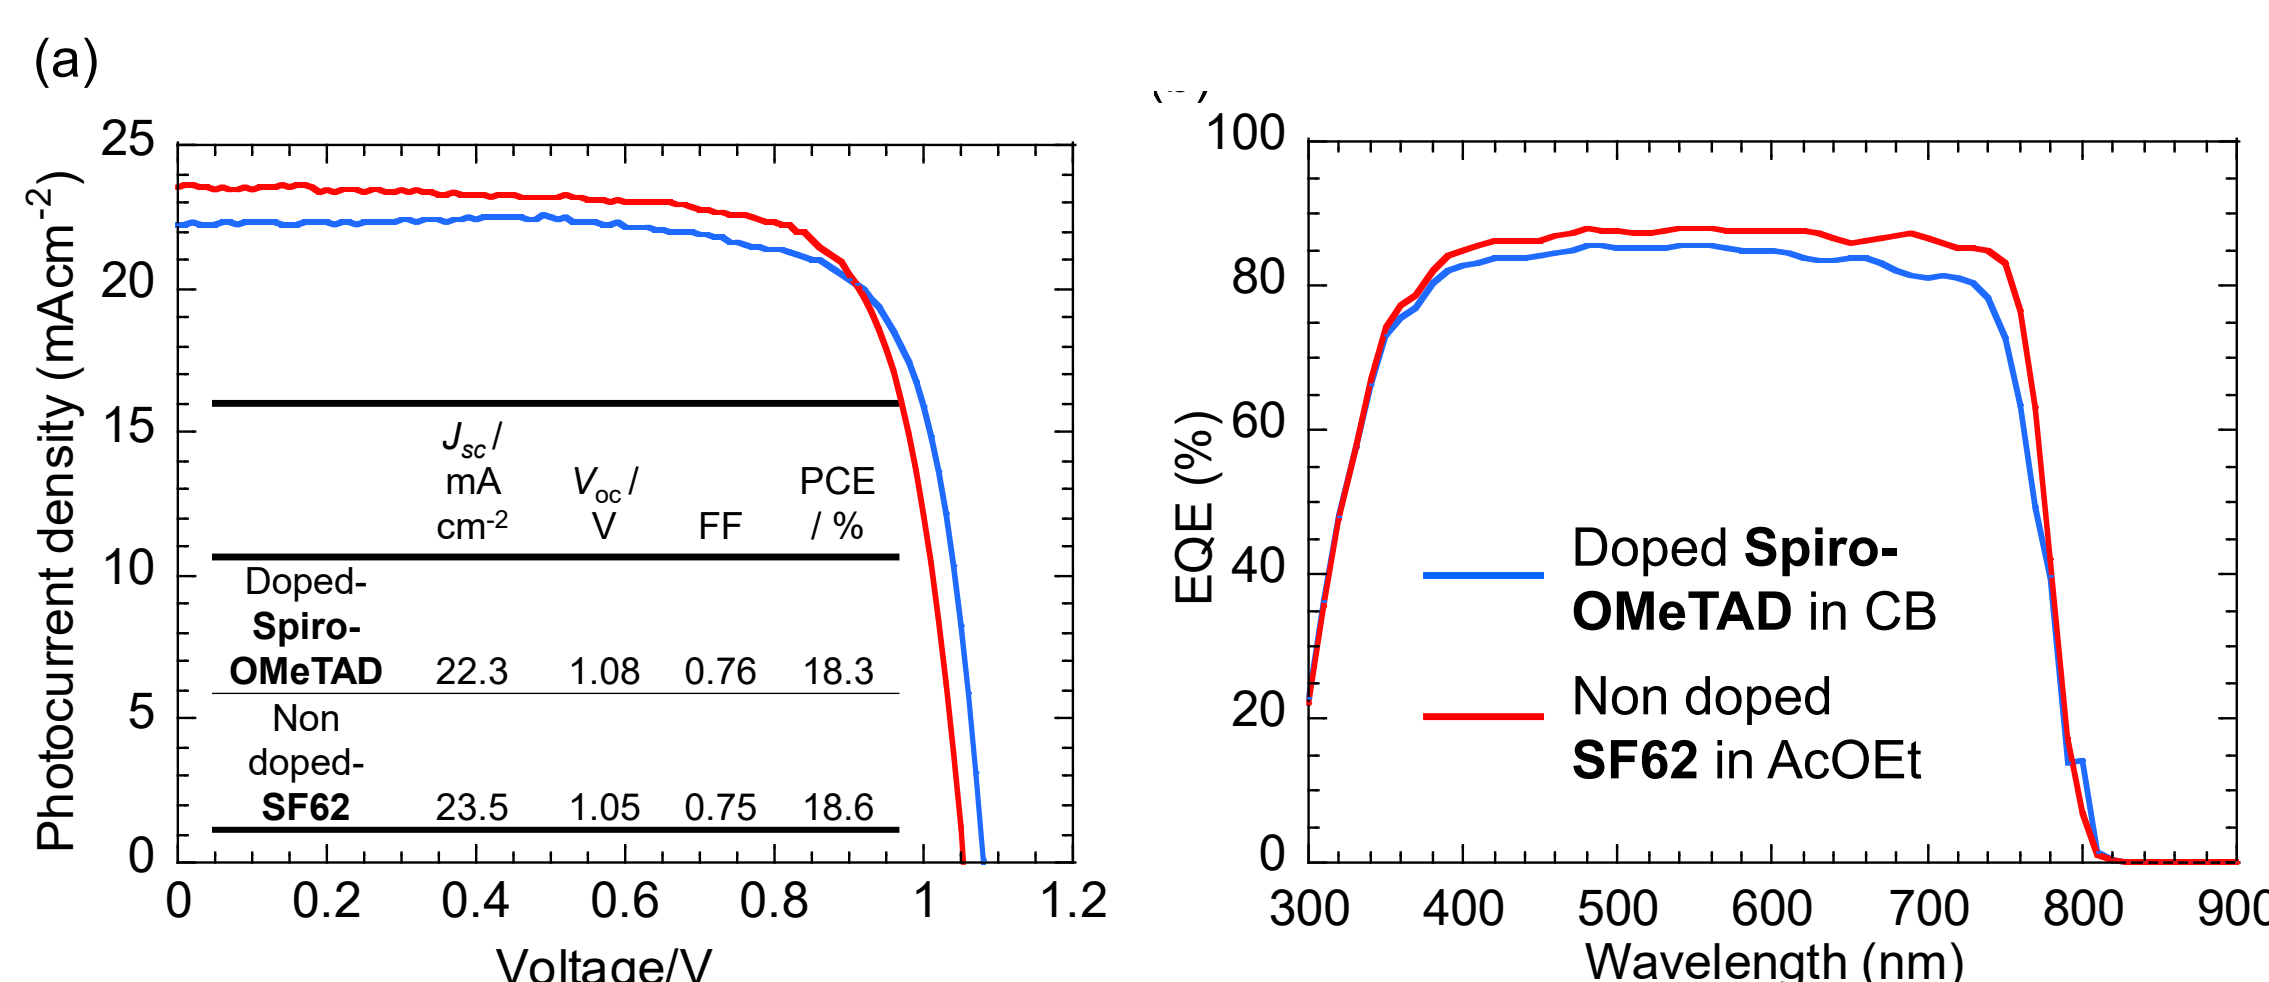 (a)
25
20
15
10
5
0
0 0.2 0.4 0.6 0.8 1 1.2
Photocurrent density (mAcm-2)
Voltage/V
Jsc /
mA
cm-2
Voc /
V
FF
PCE
/ %
Doped-
Spiro-
OMeTAD 22.3 1.08 0.76 18.3
Non
doped-
SF62 23.5 1.05 0.75 18.6
100
80
60
40
20
0
300 400 500 600 700 800 900
EQE (%)
Wavelength (nm)
Doped Spiro-
OMeTAD in CB
Non doped
SF62 in AcOEt